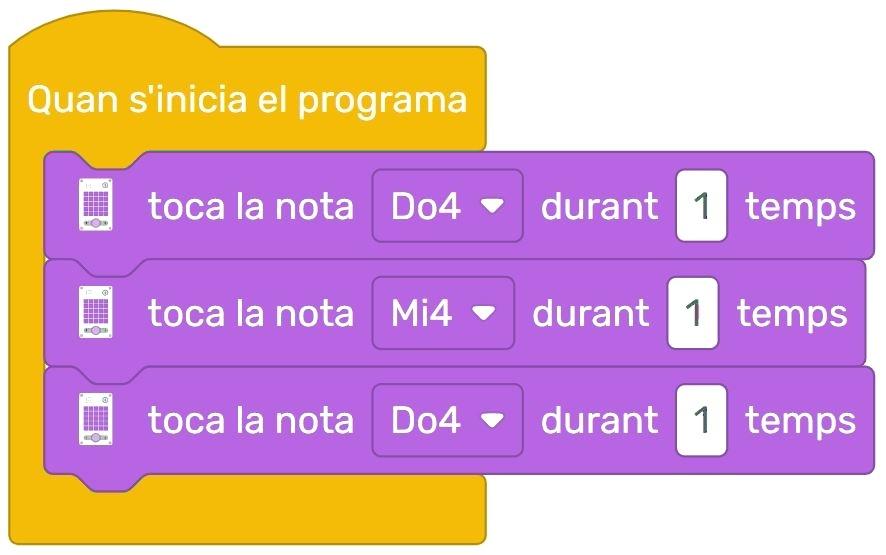 Quan s'inicia el programa
toca la nota Do4 durant 1 temps
toca la nota Mi4 durant 1 temps
toca la nota Do4 durant 1 temps